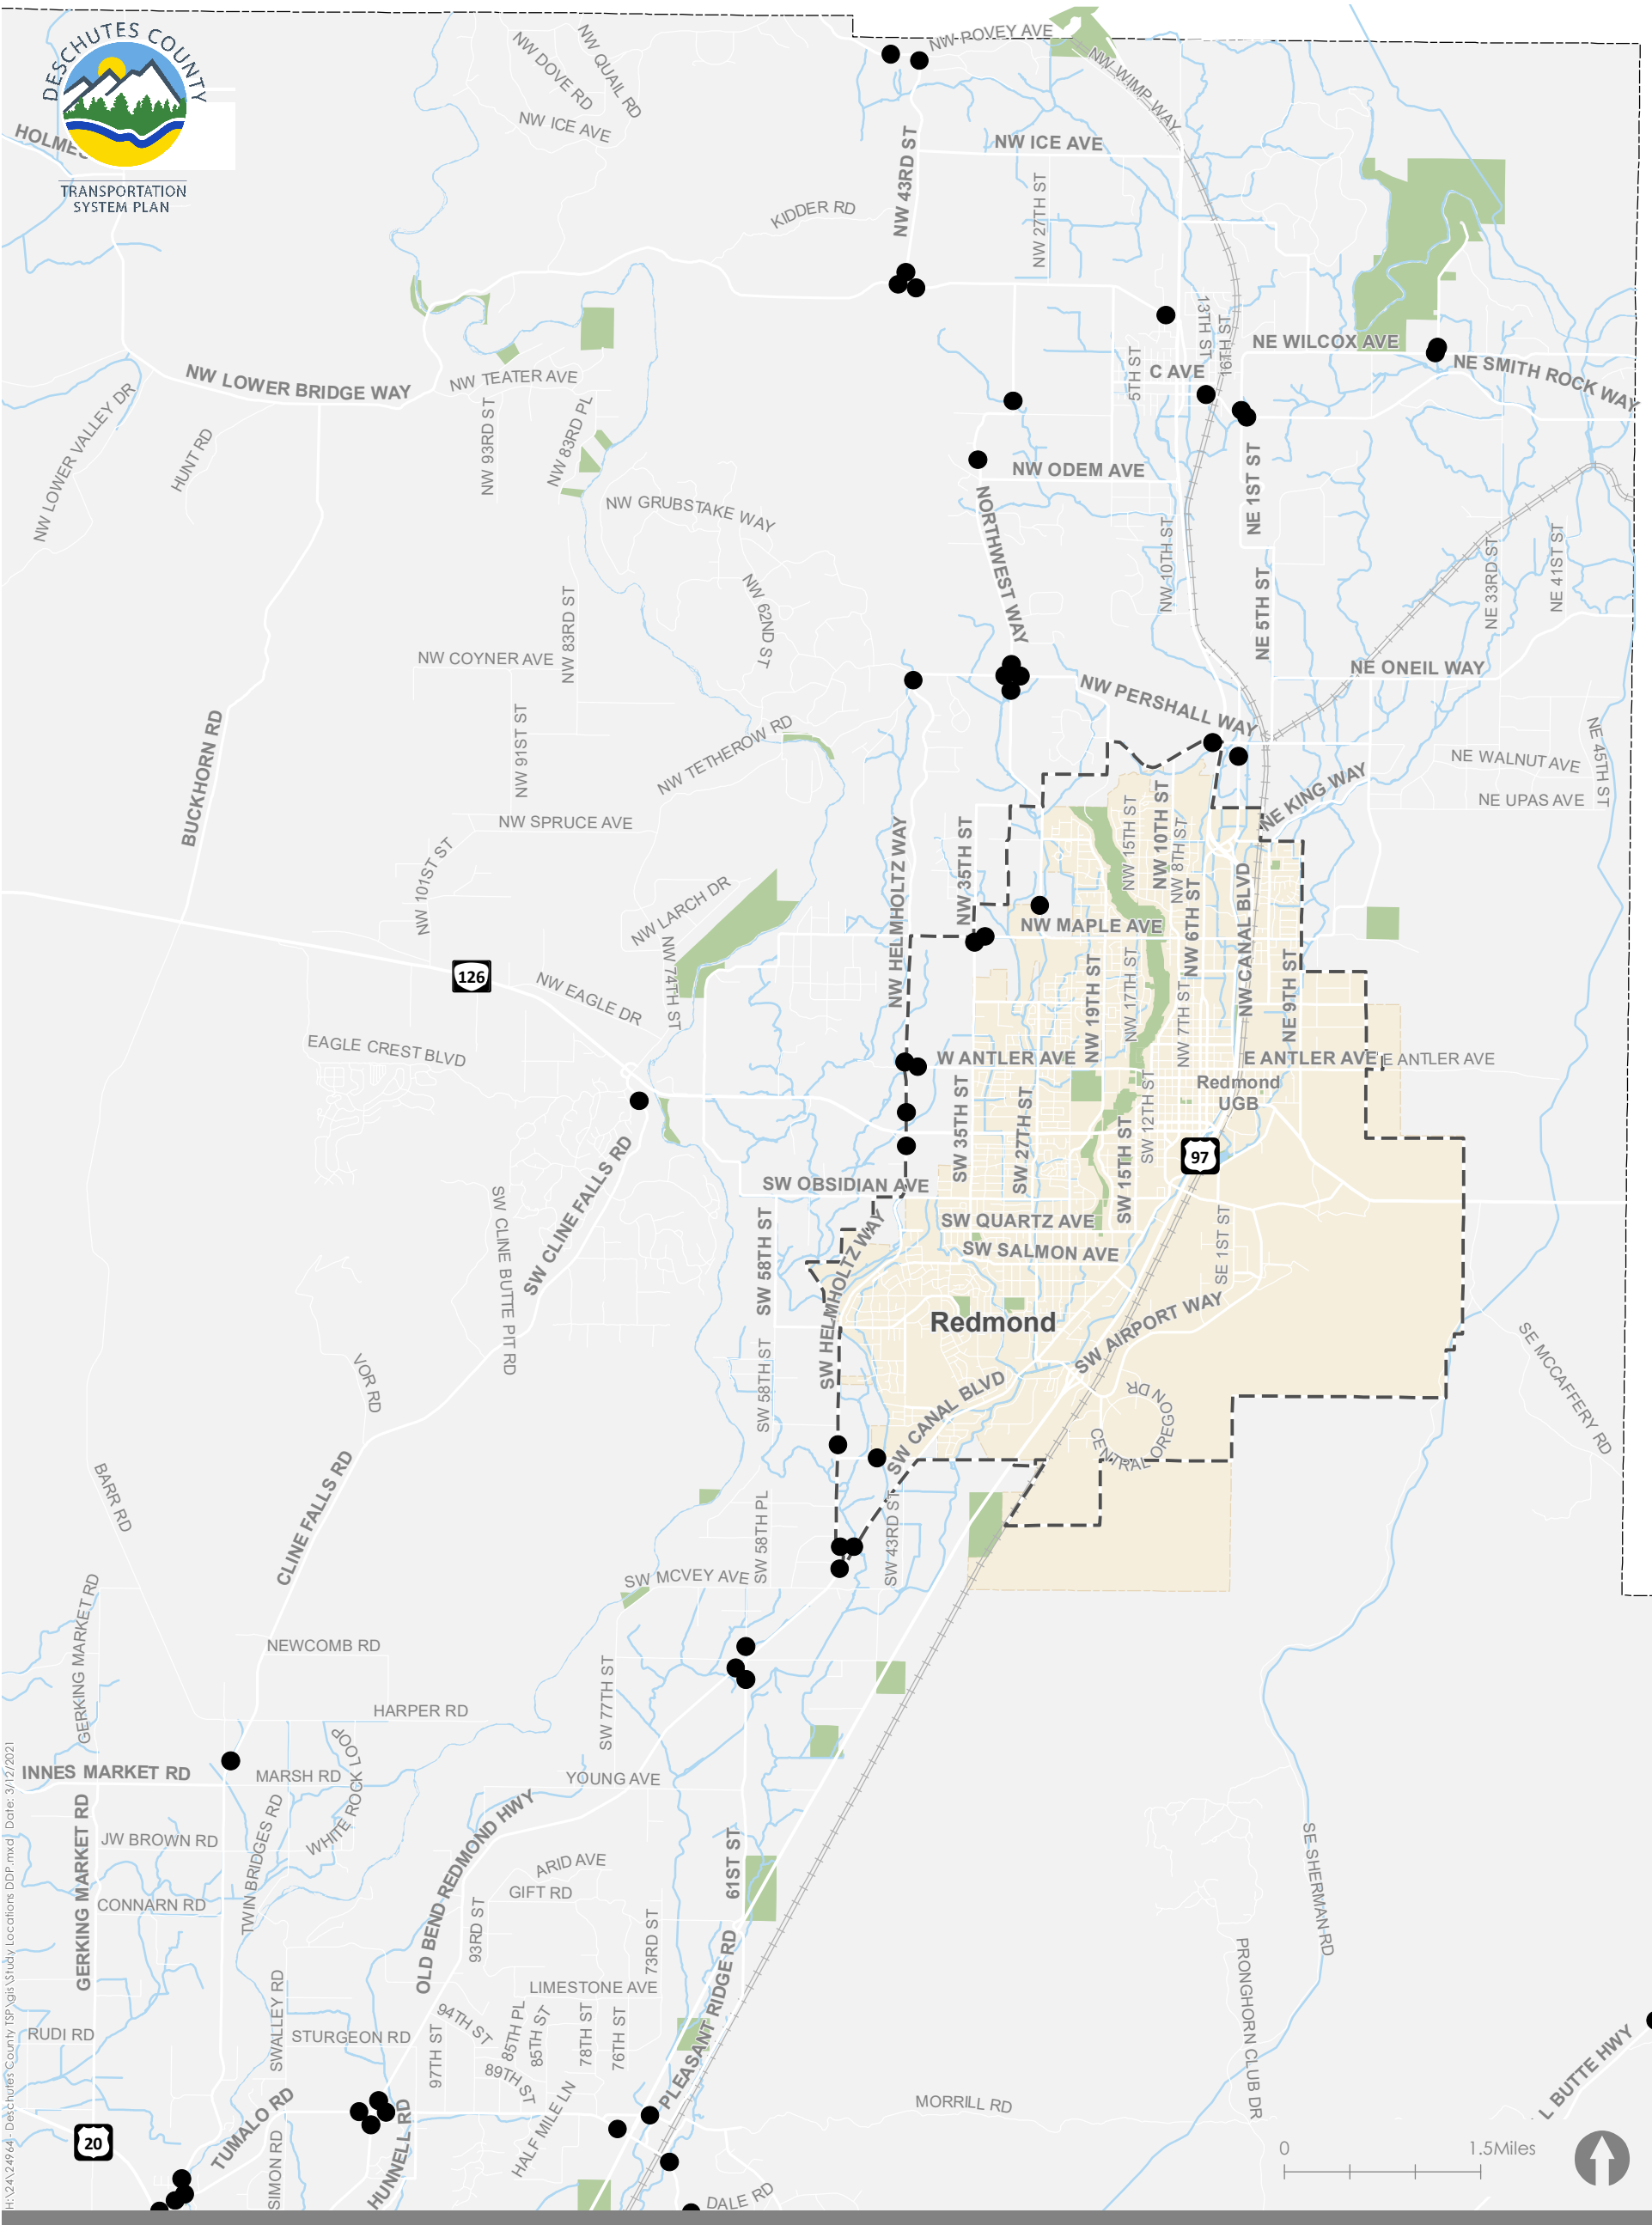 DESCHUTES COUNTY
TRANSPORTATION
SYSTEM PLAN
NW POVEY AVE
NW DOVE RD
NW QUAIL RD
NW WIMP WAY
NW ICE AVE
NW ICE AVE
NW 43RD ST
NW 27TH ST
KIDDER RD
13TH ST
16TH ST
5TH ST
C AVE
NE WILCOX AVE
NE SMITH ROCK WAY
NW LOWER BRIDGE WAY
NW TEATER AVE
NW LOWER VALLEY DR
HUNT RD
NW 93RD ST
NW 83RD PL
NW ODEM AVE
NE 1ST ST
NW GRUBSTAKE WAY
NORTHWEST WAY
NW 10TH ST
NE 33RD ST
NE 41ST ST
NW 62ND ST
NW 83RD ST
NE 5TH ST
NW COYNER AVE
NE ONEIL WAY
NW PERSHALL WAY
BUCKHORN RD
NW 91ST ST
NW TETHEROW RD
NE 45TH ST
NE WALNUT AVE
NE KING WAY
NE UPAS AVE
NW SPRUCE AVE
NW 101ST ST
NW HELMHOLTZ WAY
NW 35TH ST
NW 15TH ST
NW 10TH ST
NW 8TH ST
NW 6TH ST
NW CANAL BLVD
NW LARCH DR
NW MAPLE AVE
126
NW EAGLE DR
NW 74TH ST
NW 19TH ST
NW 17TH ST
NW 7TH ST
NE 9TH ST
EAGLE CREST BLVD
W ANTLER AVE
E ANTLER AVE
E ANTLER AVE
Redmond
UGB
SW 35TH ST
SW 27TH ST
SW 12TH ST
SW 15TH ST
97
SW CLINE FALLS RD
SW OBSIDIAN AVE
SW CLINE BUTTE PIT RD
SW 58TH ST
SW HELMHOLTZ WAY
SW QUARTZ AVE
SW SALMON AVE
SE 1ST ST
Redmond
SW AIRPORT WAY
SE MCCAFFERY RD
VOR RD
SW 58TH ST
SW CANAL BLVD
CENTRAL OREGON DR
CLINE FALLS RD
BARR RD
SW 58TH PL
SW 43RD ST
SW MCVEY AVE
GERKING MARKET RD
NEWCOMB RD
SW 77TH ST
HARPER RD
INNES MARKET RD
MARSH RD
WHITE ROCK LOOP
YOUNG AVE
JW BROWN RD
TWIN BRIDGES RD
OLD BEND REDMOND HWY
ARID AVE
GIFT RD
61ST ST
SE SHERMAN RD
GERKING MARKET RD
CONNARN RD
93RD ST
73RD ST
LIMESTONE AVE
PRONGHORN CLUB DR
RUDI RD
SWALLEY RD
STURGEON RD
94TH ST
97TH ST
85TH PL
85TH ST
89TH ST
78TH ST
76TH ST
PLEASANT RIDGE RD
HALF MILE LN
MORRILL RD
L BUTTE HWY
20
TUMALO RD
SIMON RD
HUNNELL RD
DALE RD
0 1.5Miles
H:\24\24964 - Deschutes County TSP\gis\Study Locations DDP.mxd Date: 3/12/2021